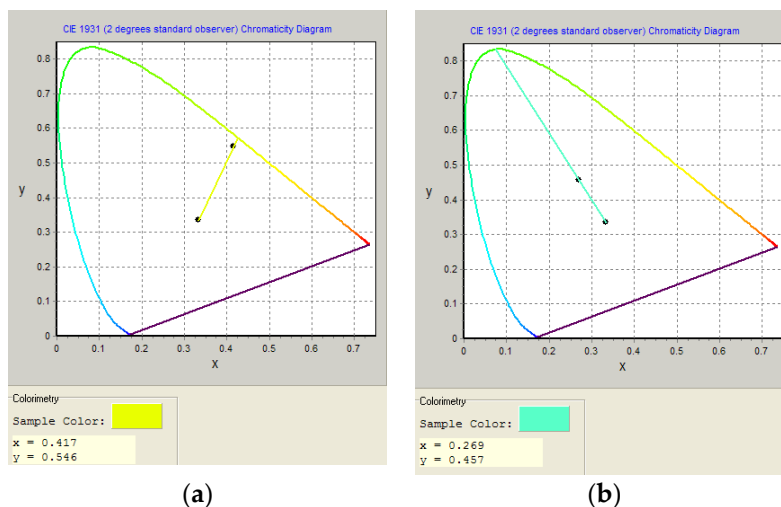 CIE 1931 (2 degrees standard observer) Chromaticity Diagram
0.8
0.7
0.6
0.5
y
0.4
0.3
0.2
0.1
0
0 0.1 0.2 0.3 0.4 0.5 0.6 0.7
X
Colorimetry
Sample Color:
x = 0.417
y = 0.546
(a)
CIE 1931 (2 degrees standard observer) Chromaticity Diagram
0.8
0.7
0.6
0.5
y
0.4
0.3
0.2
0.1
0
0 0.1 0.2 0.3 0.4 0.5 0.6 0.7
X
Colorimetry
Sample Color:
x = 0.269
y = 0.457
(b)